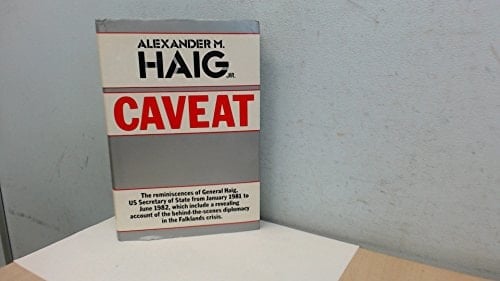 ALEXANDER M.
HAIG JR.
CAVEAT
The reminiscences of General Haig,
US Secretary of State from January 1981 to
June 1982, which include a revealing
account of the behind-the-scenes diplomacy
in the Falklands crisis.